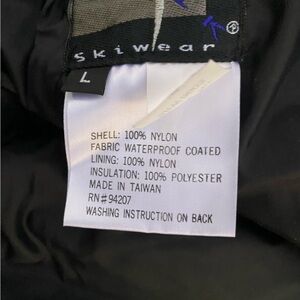 K®
skiwear
L
SHELL: 100% NYLON
FABRIC WATERPROOF COATED
LINING: 100% NYLON
INSULATION: 100% POLYESTER
MADE IN TAIWAN
RN#94207
WASHING INSTRUCTION ON BACK